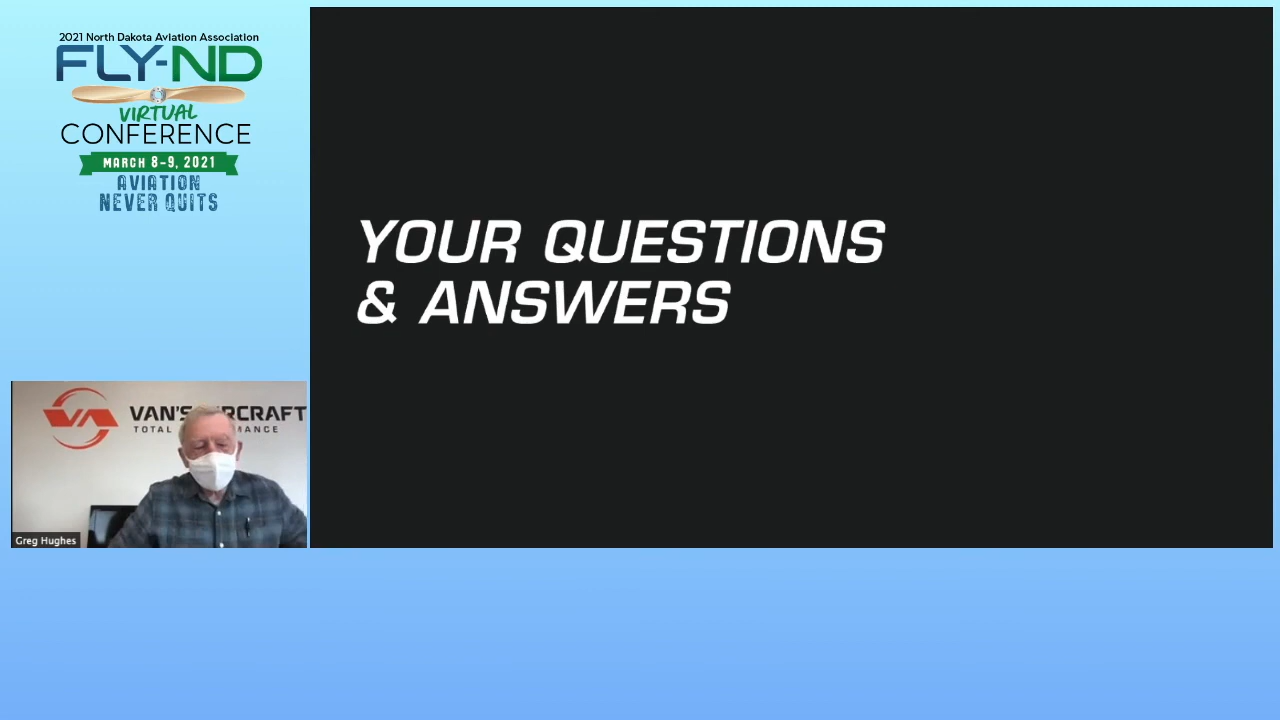 2021 North Dakota Aviation Association
FLY-ND
VIRTUAL
CONFERENCE
MARCH 8-9, 2021
AVIATION
NEVER QUITS
YOUR QUESTIONS
& ANSWERS
VAN'S AIRCRAFT
TOTAL
Greg Hughes